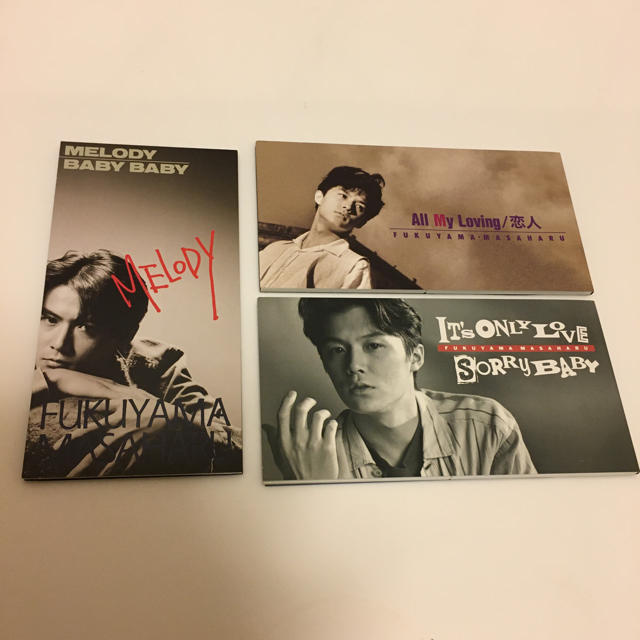 MELODY
BABY BABY
MELODY
FUKUYAMA
MASAHARU
All My Loving/恋人
FUKUYAMA・MASAHARU
IT'S ONLY LOVE
FUKUYAMA MASAHARU
SORRY BABY